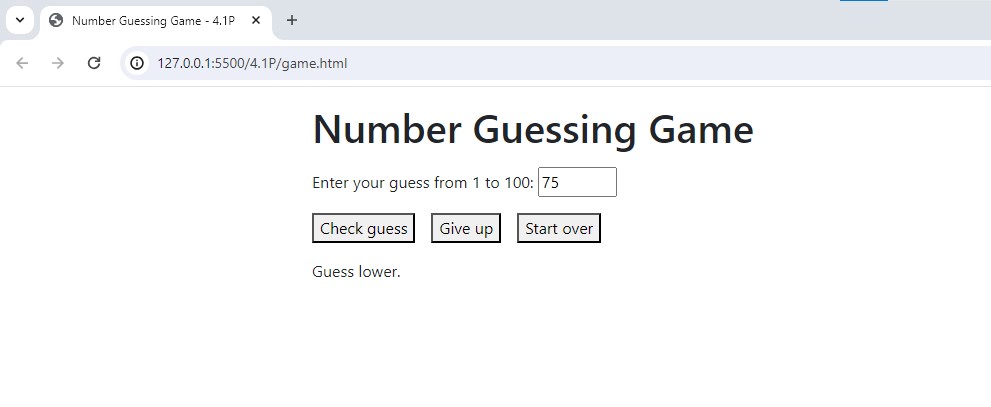 Number Guessing Game - 4.1P
127.0.0.1:5500/4.1P/game.html
Number Guessing Game
Enter your guess from 1 to 100: 75
Check guess Give up Start over
Guess lower.